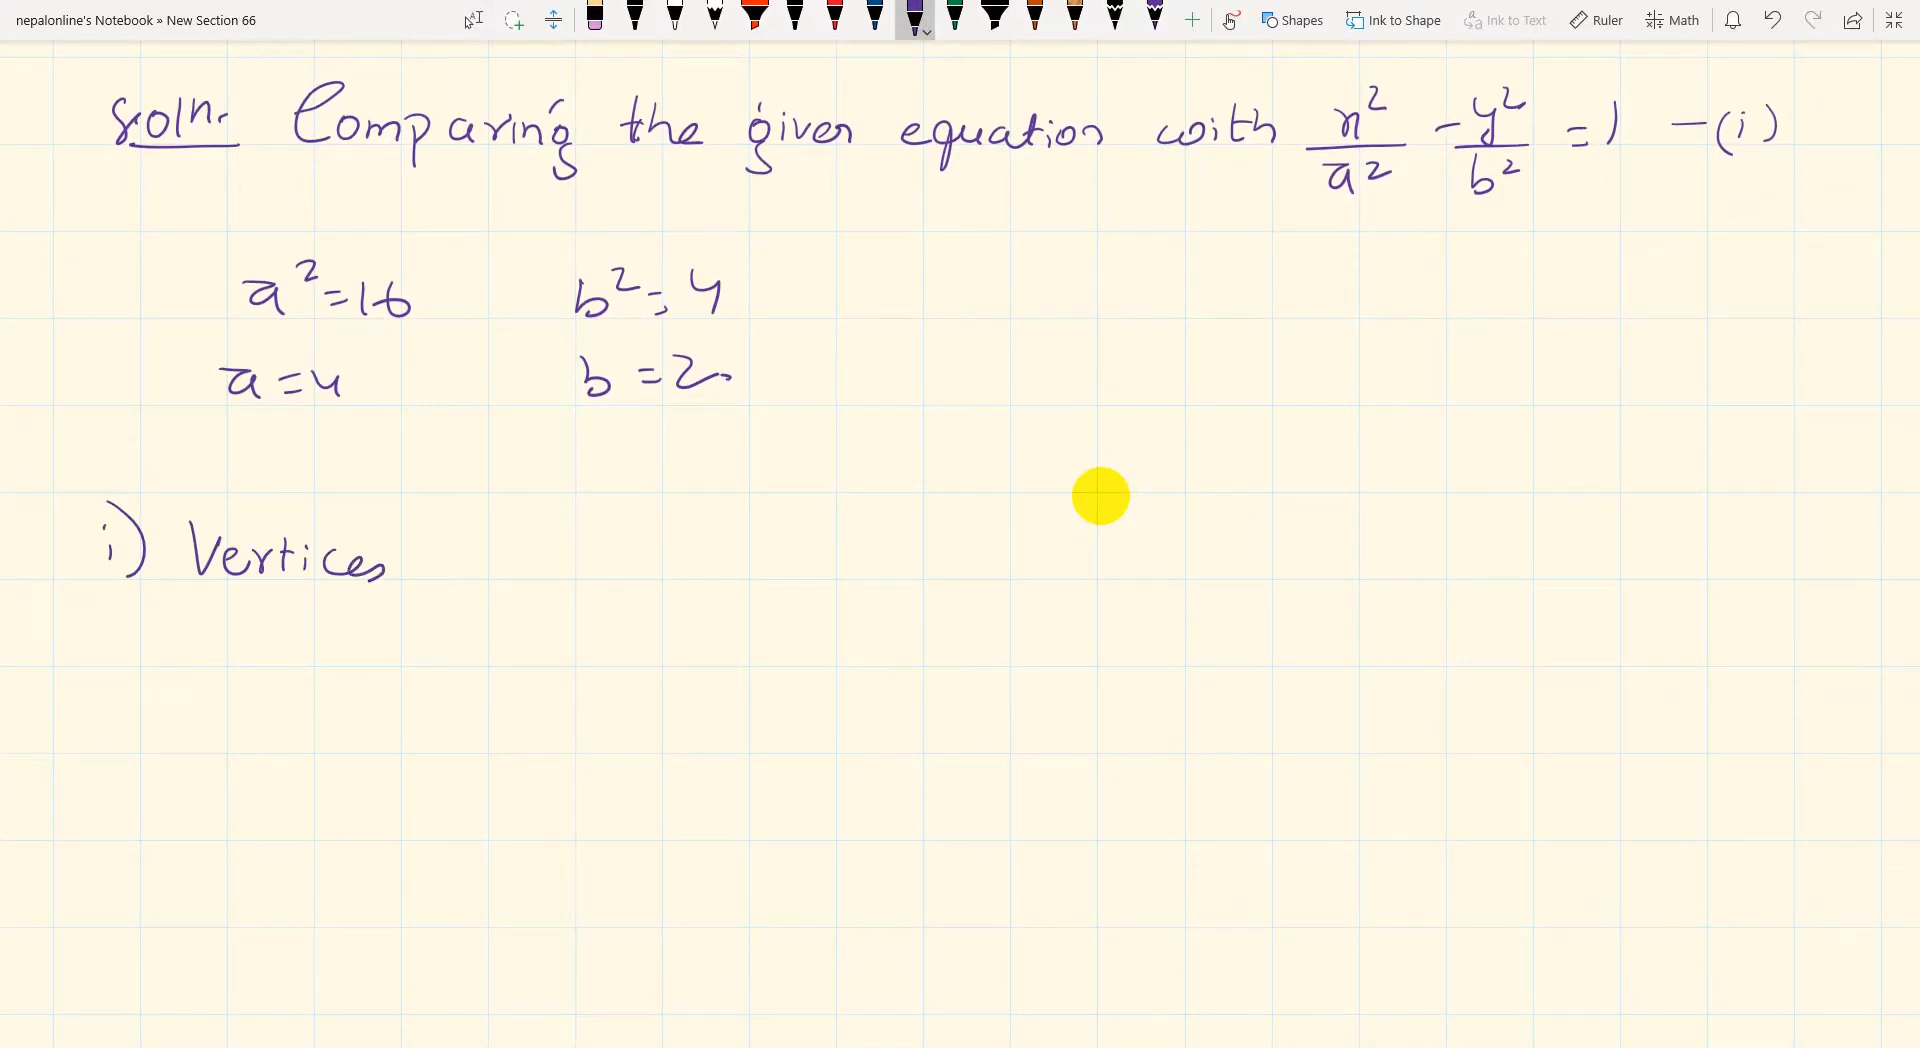 nepalonline's Notebook » New Section 66 Shapes Ink to Shape Ink to Text Ruler Math
Soln. Comparing the given equation with x²/a² - y²/b² = 1 - (i)
a² = 16 b² = 4
a = 4 b = 2
i) Vertices